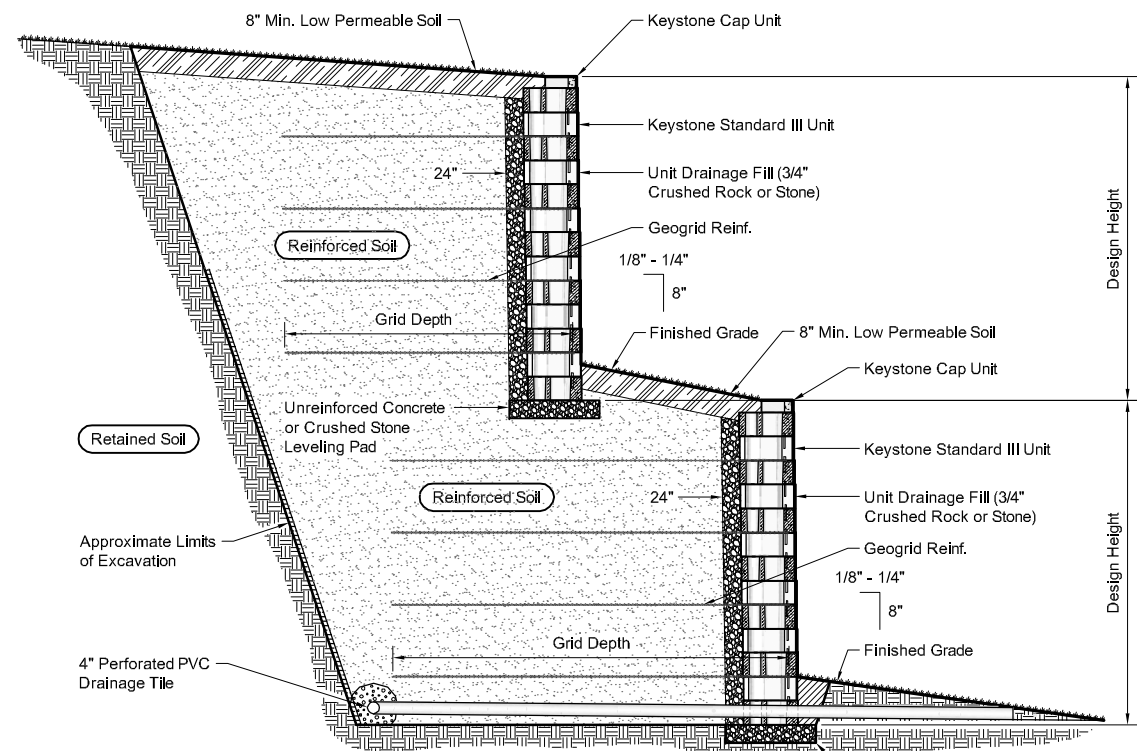 8" Min. Low Permeable Soil
Keystone Cap Unit
Keystone Standard III Unit
24"
Unit Drainage Fill (3/4"
Crushed Rock or Stone)
Geogrid Reinf.
Reinforced Soil
1/8" - 1/4"
8"
Design Height
Grid Depth
Finished Grade
8" Min. Low Permeable Soil
Keystone Cap Unit
Unreinforced Concrete
or Crushed Stone
Leveling Pad
Retained Soil
Keystone Standard III Unit
Reinforced Soil
24"
Unit Drainage Fill (3/4"
Crushed Rock or Stone)
Approximate Limits
of Excavation
Geogrid Reinf.
1/8" - 1/4"
8"
Design Height
Grid Depth
Finished Grade
4" Perforated PVC
Drainage Tile